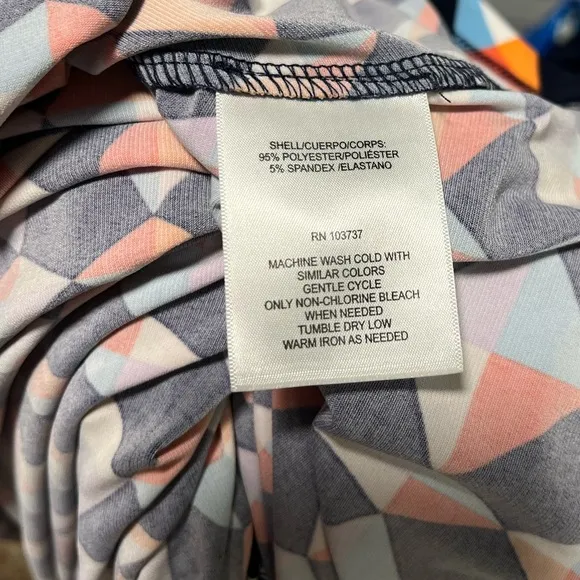 SHELL/CUERPO/CORPS:
95% POLYESTER/POLIÉSTER
5% SPANDEX /ELASTANO
RN 103737
MACHINE WASH COLD WITH
SIMILAR COLORS
GENTLE CYCLE
ONLY NON-CHLORINE BLEACH
WHEN NEEDED
TUMBLE DRY LOW
WARM IRON AS NEEDED